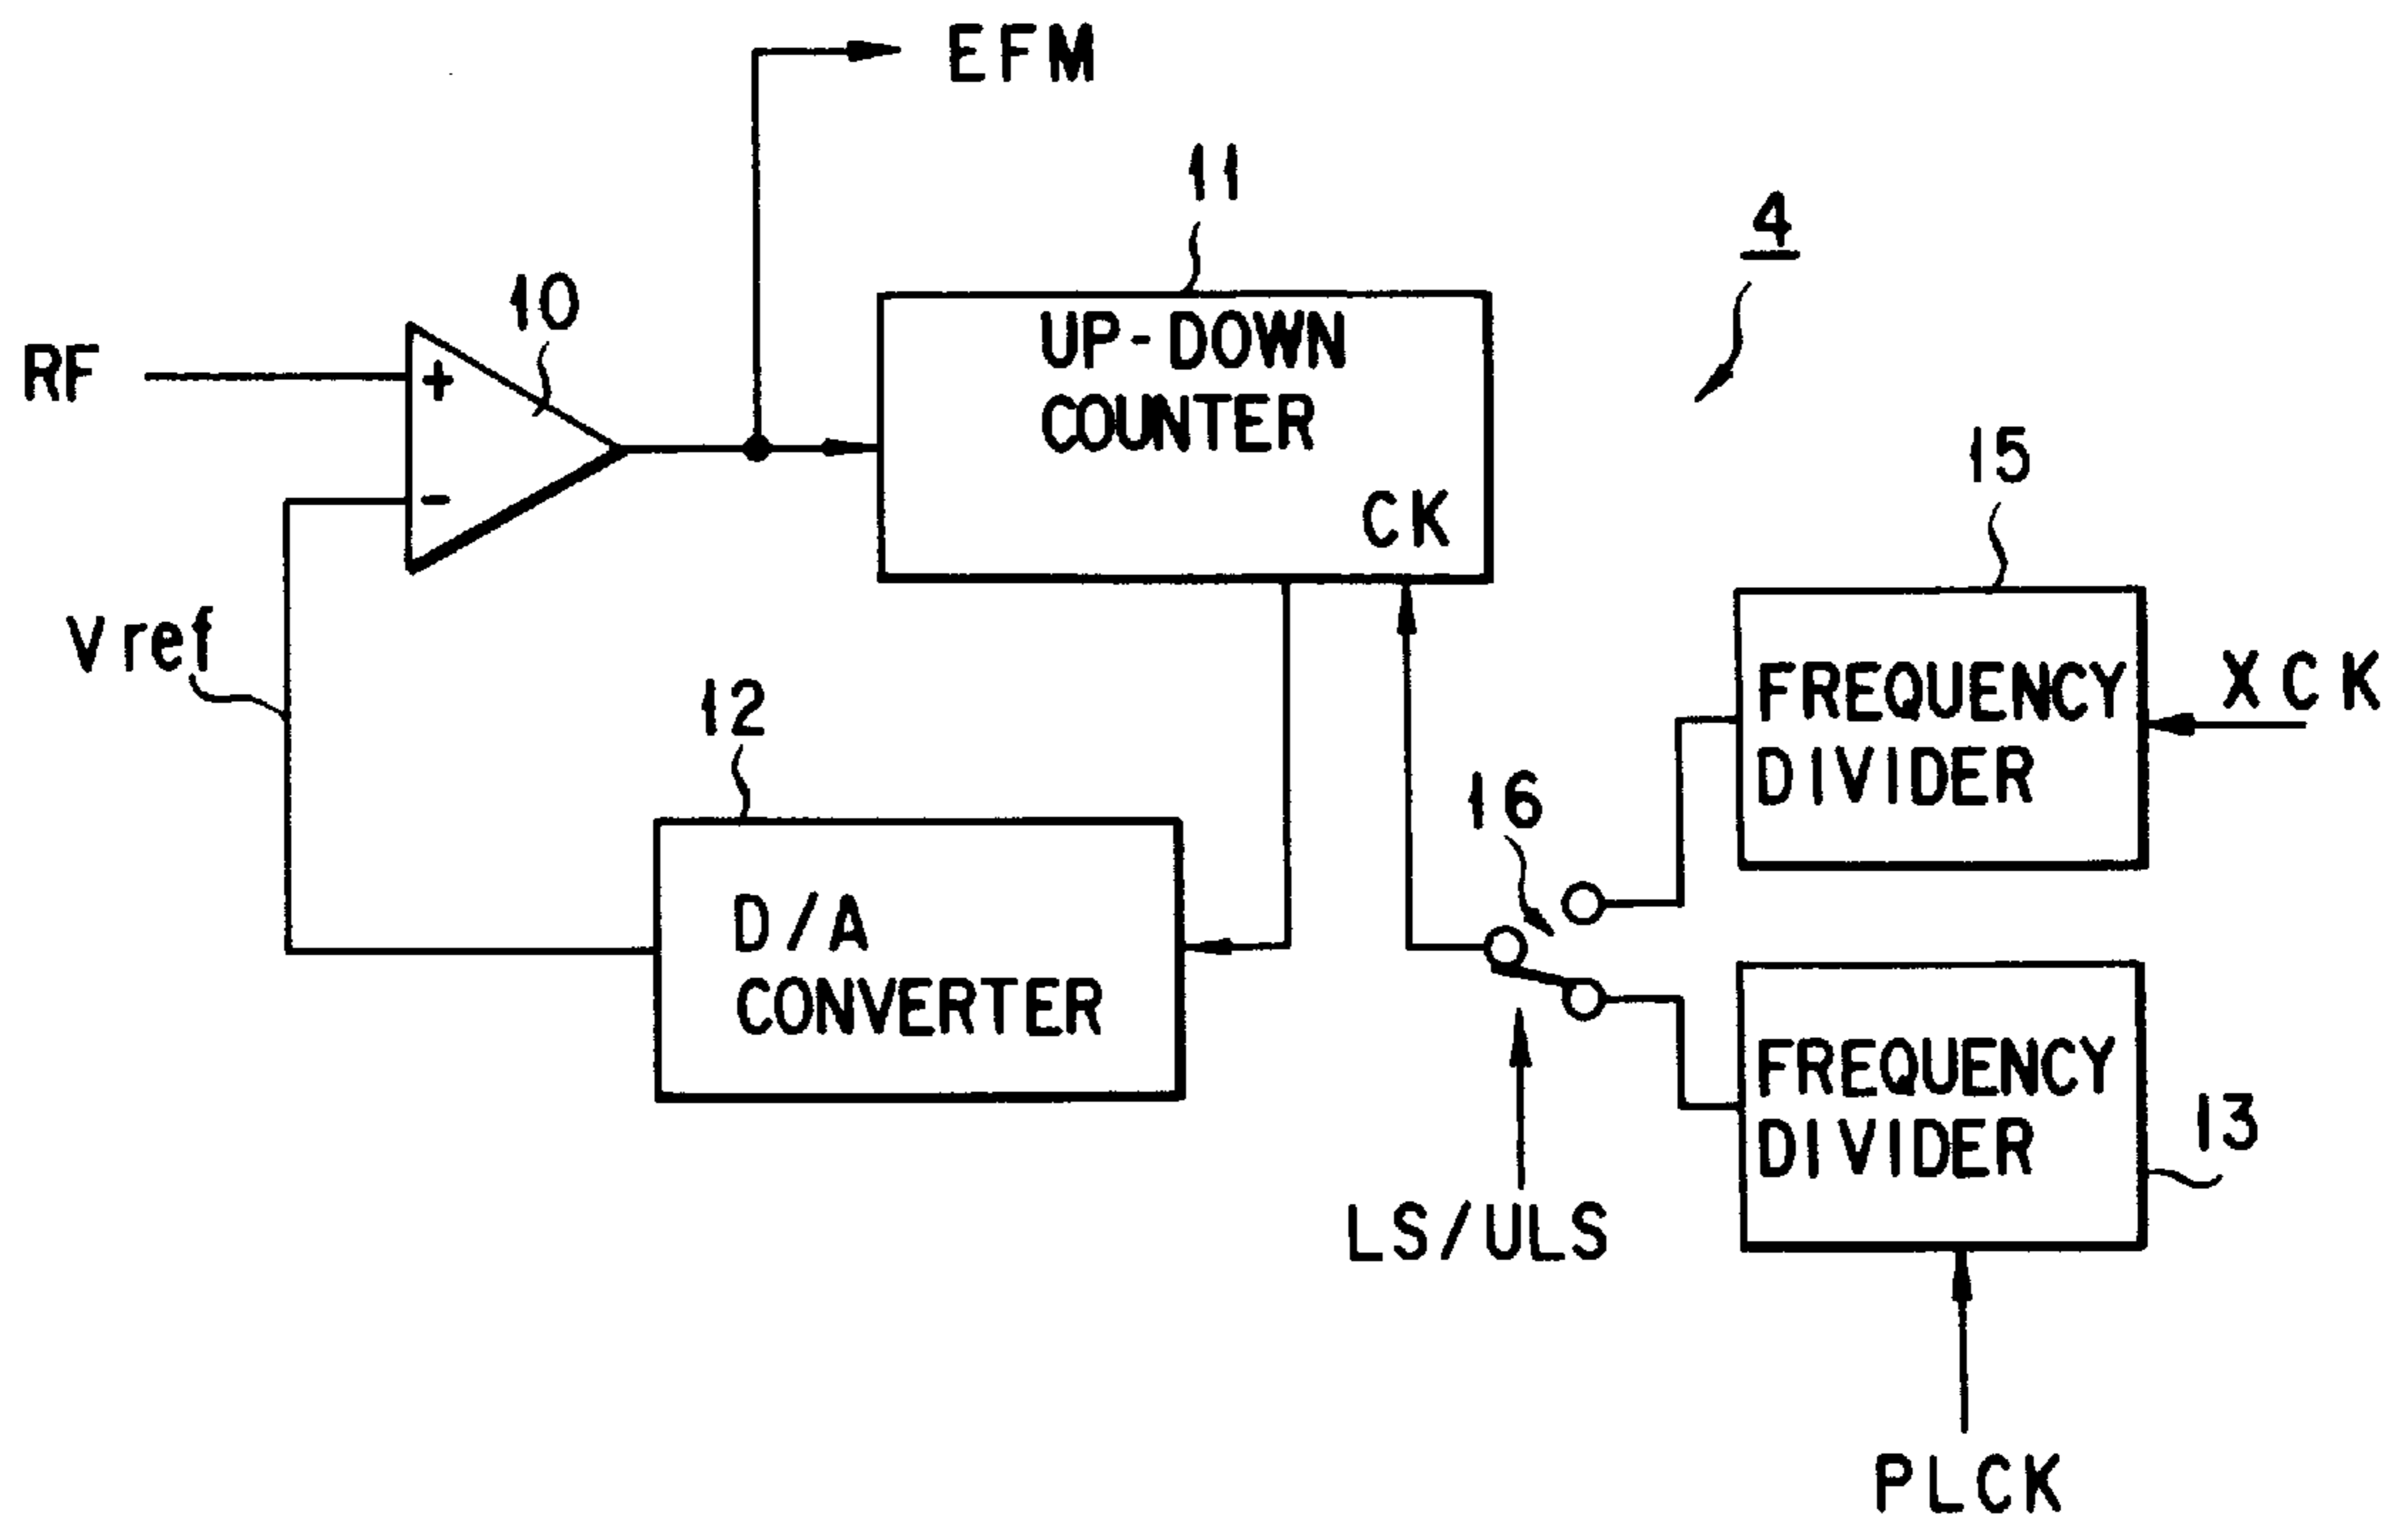 EFM
11
4
10
RF
+
UP-DOWN
COUNTER
15
-
CK
Vref
12
FREQUENCY
DIVIDER
XCK
16
D/A
CONVERTER
FREQUENCY
DIVIDER
13
LS/ULS
PLCK